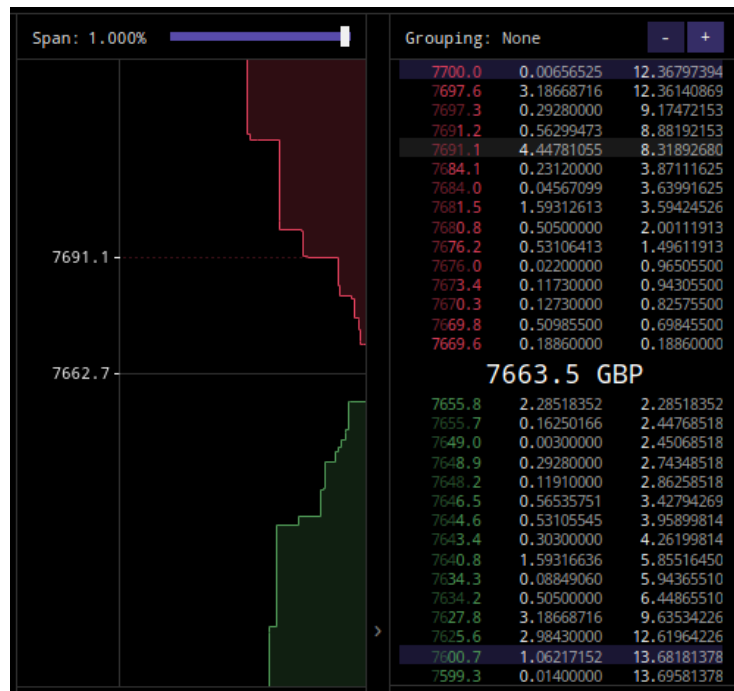 Span: 1.000%
7691.1
7662.7
Grouping: None - +
7700.0 0.00656525 12.36797394
7697.6 3.18668716 12.36140869
7697.3 0.29280000 9.17472153
7691.2 0.56299473 8.88192153
7691.1 4.44781055 8.31892680
7684.1 0.23120000 3.87111625
7684.0 0.04567099 3.63991625
7681.5 1.59312613 3.59424526
7680.8 0.50500000 2.00111913
7676.2 0.53106413 1.49611913
7676.0 0.02200000 0.96505500
7673.4 0.11730000 0.94305500
7670.3 0.12730000 0.82575500
7669.8 0.50985500 0.69845500
7669.6 0.18860000 0.18860000
7663.5 GBP
7655.8 2.28518352 2.28518352
7655.7 0.16250166 2.44768518
7649.0 0.00300000 2.45068518
7648.9 0.29280000 2.74348518
7648.2 0.11910000 2.86258518
7646.5 0.56535751 3.42794269
7644.6 0.53105545 3.95899814
7643.4 0.30300000 4.26199814
7640.8 1.59316636 5.85516450
7634.3 0.08849060 5.94365510
7634.2 0.50500000 6.44865510
7627.8 3.18668716 9.63534226
7625.6 2.98430000 12.61964226
7600.7 1.06217152 13.68181378
7599.3 0.01400000 13.69581378